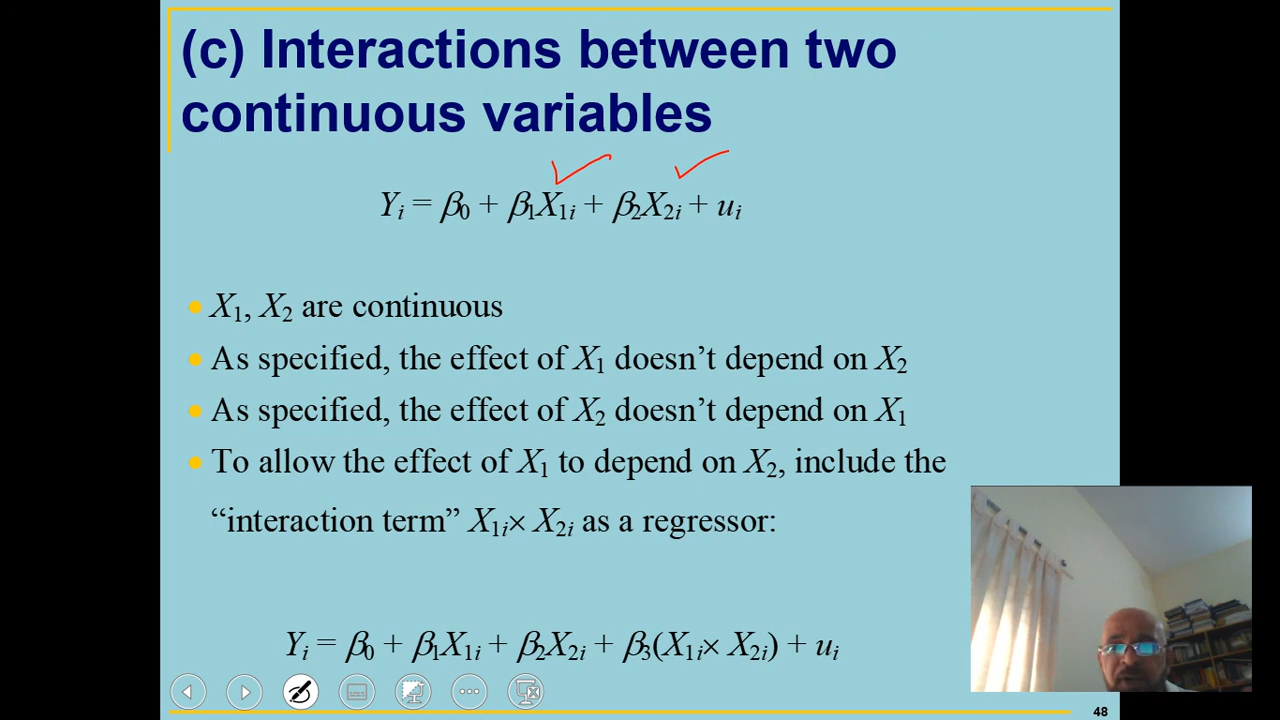 (c) Interactions between two
continuous variables
Yᵢ = β₀ + β₁X₁ᵢ + β₂X₂ᵢ + uᵢ
• X₁, X₂ are continuous
• As specified, the effect of X₁ doesn’t depend on X₂
• As specified, the effect of X₂ doesn’t depend on X₁
• To allow the effect of X₁ to depend on X₂, include the
“interaction term” X₁ᵢ× X₂ᵢ as a regressor:
Yᵢ = β₀ + β₁X₁ᵢ + β₂X₂ᵢ + β₃(X₁ᵢ× X₂ᵢ) + uᵢ
48